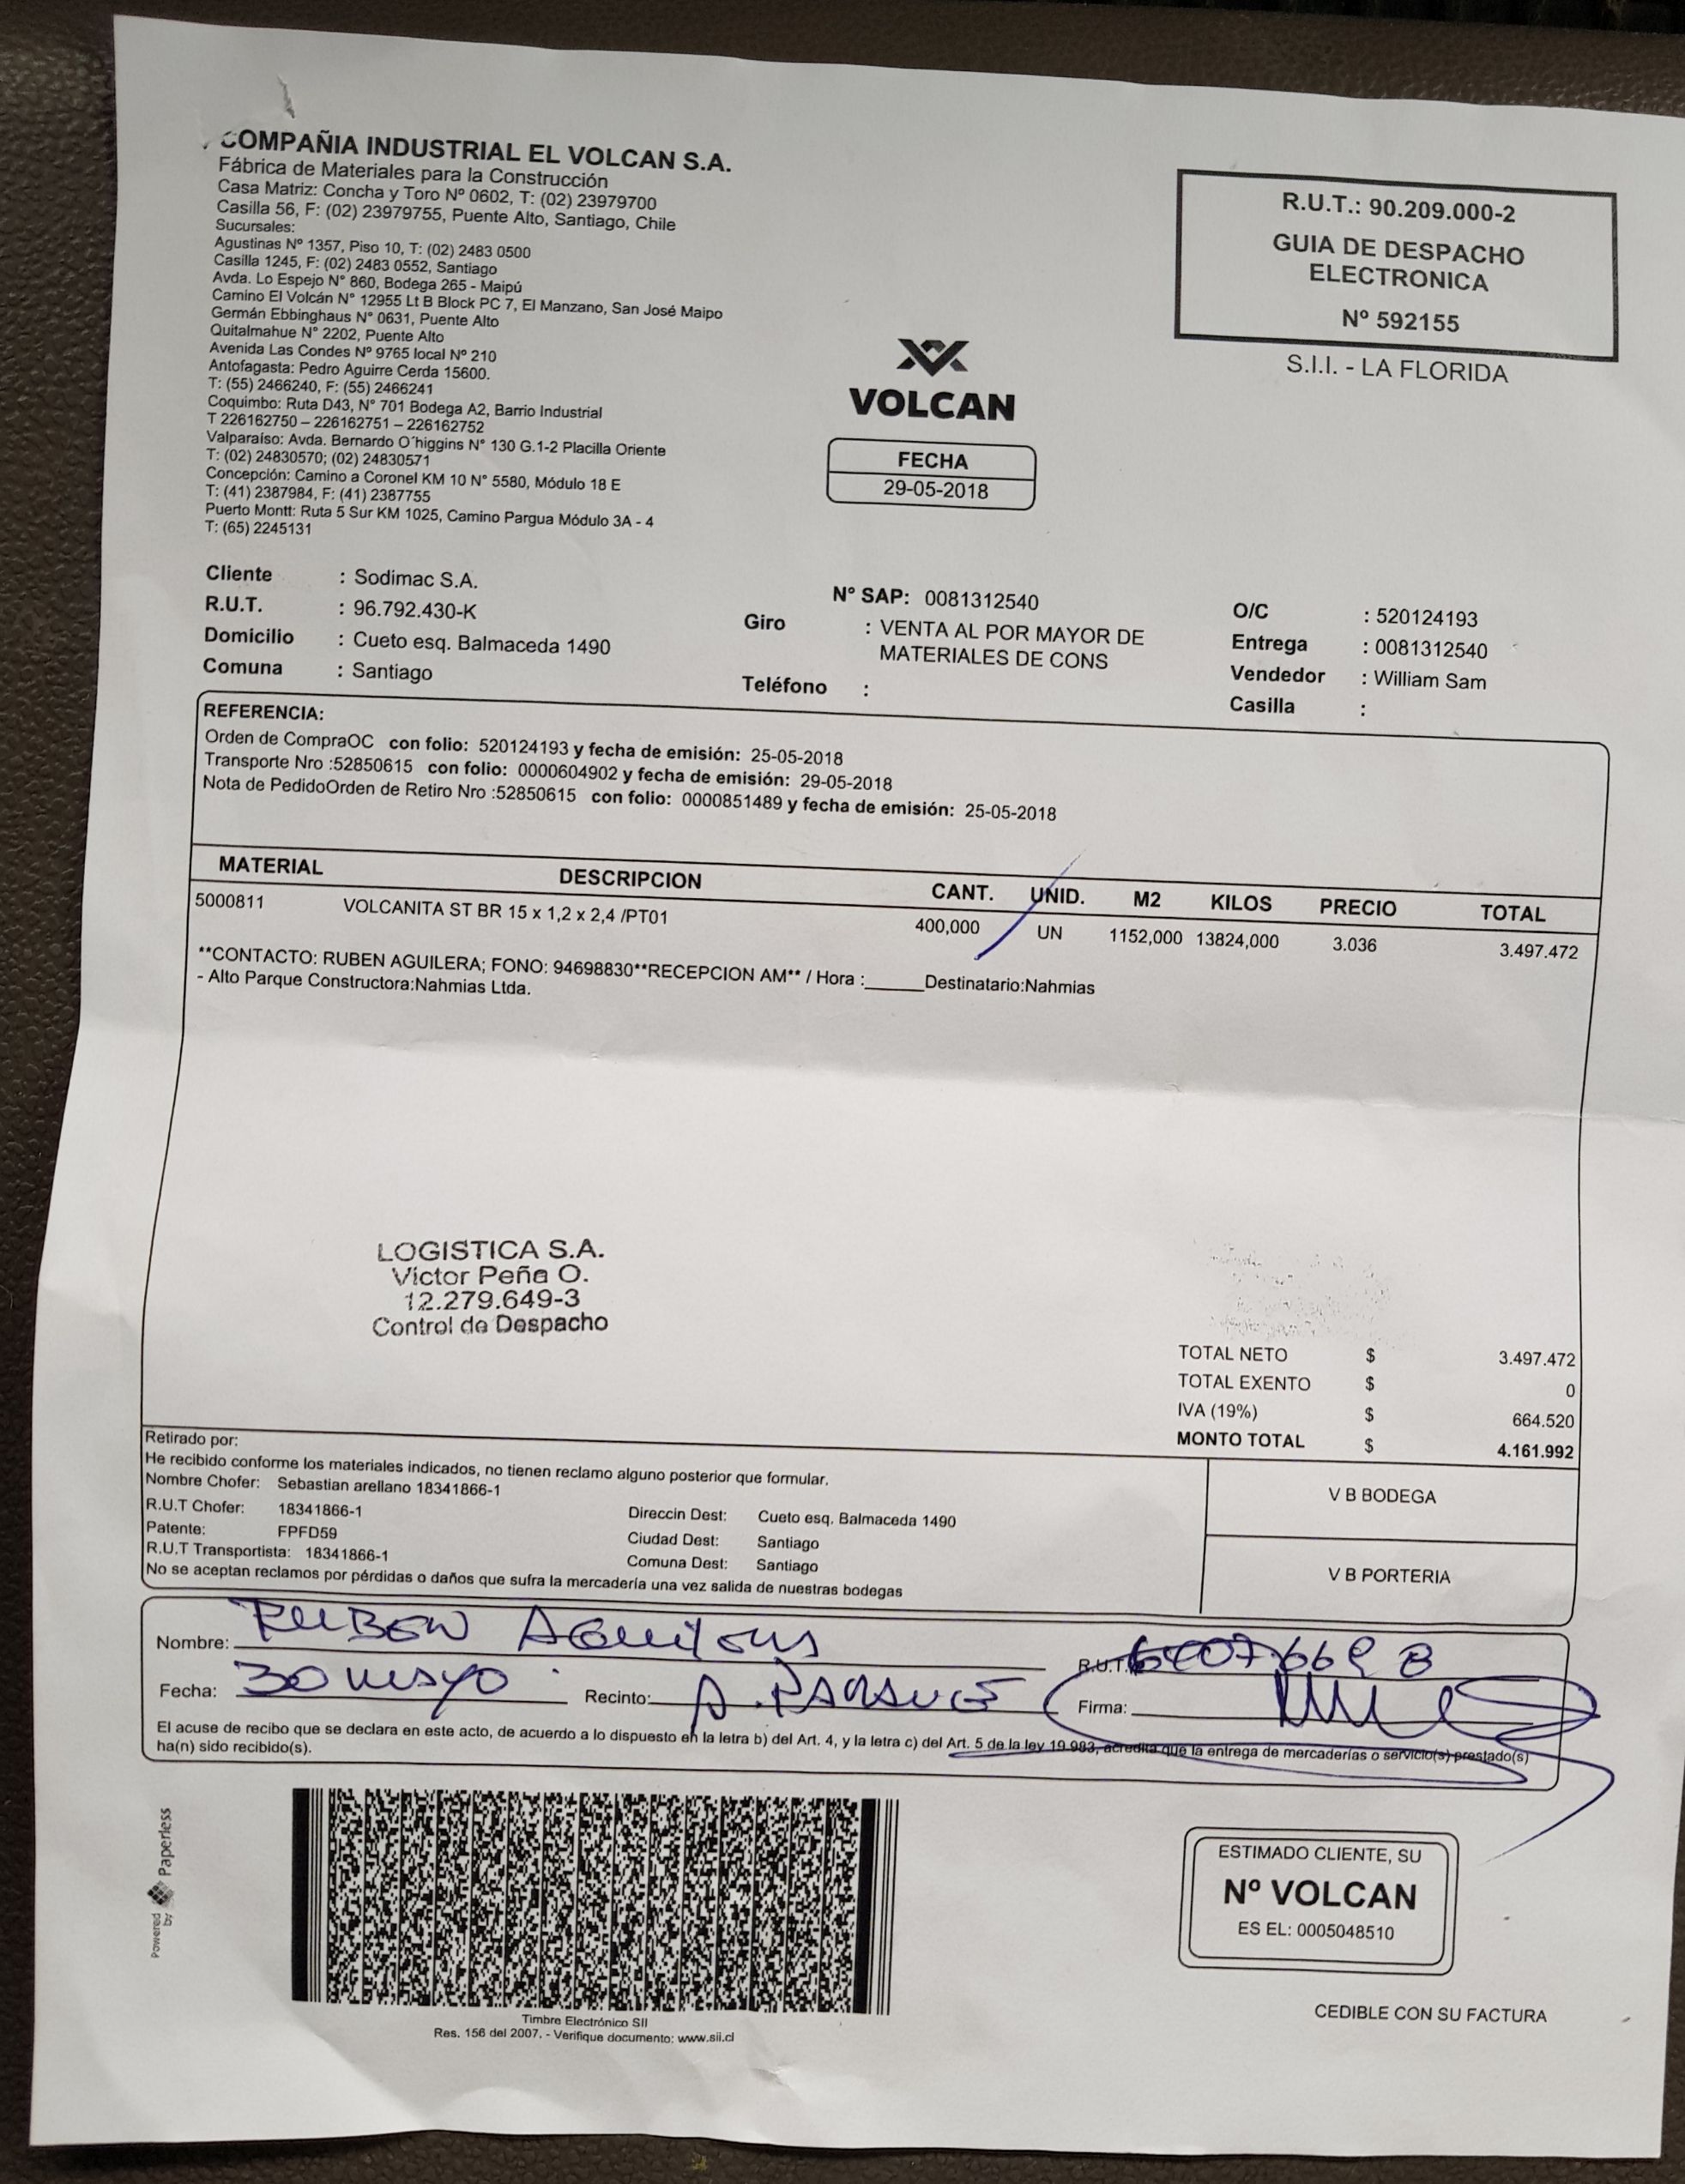 COMPAÑIA INDUSTRIAL EL VOLCAN S.A.
Fábrica de Materiales para la Construcción
Casa Matriz: Concha y Toro Nº 0602, T: (02) 23979700
Casilla 56, F: (02) 23979755, Puente Alto, Santiago, Chile
Sucursales:
Agustinas Nº 1357, Piso 10, T: (02) 2483 0500
Casilla 1245, F: (02) 2483 0552, Santiago
Avda. Lo Espejo N° 860, Bodega 265 - Maipú
Camino El Volcán N° 12955 Lt B Block PC 7, El Manzano, San José Maipo
Germán Ebbinghaus N° 0631, Puente Alto
Quitalmahue N° 2202, Puente Alto
Avenida Las Condes Nº 9765 local Nº 210
Antofagasta: Pedro Aguirre Cerda 15600.
T: (55) 2466240, F: (55) 2466241
Coquimbo: Ruta D43, N° 701 Bodega A2, Barrio Industrial
T 226162750 – 226162751 – 226162752
Valparaíso: Avda. Bernardo O´higgins N° 130 G.1-2 Placilla Oriente
T: (02) 24830570; (02) 24830571
Concepción: Camino a Coronel KM 10 N° 5580, Módulo 18 E
T: (41) 2387984, F: (41) 2387755
Puerto Montt: Ruta 5 Sur KM 1025, Camino Pargua Módulo 3A - 4
T: (65) 2245131
VOLCAN
FECHA
29-05-2018
R.U.T.: 90.209.000-2
GUIA DE DESPACHO
ELECTRONICA
Nº 592155
S.I.I. - LA FLORIDA
Cliente : Sodimac S.A.
R.U.T. : 96.792.430-K
Domicilio : Cueto esq. Balmaceda 1490
Comuna : Santiago
N° SAP: 0081312540
Giro : VENTA AL POR MAYOR DE
MATERIALES DE CONS
Teléfono :
O/C : 520124193
Entrega : 0081312540
Vendedor : William Sam
Casilla :
REFERENCIA:
Orden de CompraOC con folio: 520124193 y fecha de emisión: 25-05-2018
Transporte Nro :52850615 con folio: 0000604902 y fecha de emisión: 29-05-2018
Nota de PedidoOrden de Retiro Nro :52850615 con folio: 0000851489 y fecha de emisión: 25-05-2018
MATERIAL DESCRIPCION CANT. UNID. M2 KILOS PRECIO TOTAL
5000811 VOLCANITA ST BR 15 x 1,2 x 2,4 /PT01 400,000 UN 1152,000 13824,000 3.036 3.497.472
**CONTACTO: RUBEN AGUILERA; FONO: 94698830**RECEPCION AM** / Hora :______Destinatario:Nahmias
- Alto Parque Constructora:Nahmias Ltda.
LOGISTICA S.A.
Victor Peña O.
12.279.649-3
Control de Despacho
TOTAL NETO $ 3.497.472
TOTAL EXENTO $ 0
IVA (19%) $ 664.520
MONTO TOTAL $ 4.161.992
Retirado por:
He recibido conforme los materiales indicados, no tienen reclamo alguno posterior que formular.
Nombre Chofer: Sebastian arellano 18341866-1
R.U.T Chofer: 18341866-1
Patente: FPFD59
R.U.T Transportista: 18341866-1
Direccin Dest: Cueto esq. Balmaceda 1490
Ciudad Dest: Santiago
Comuna Dest: Santiago
No se aceptan reclamos por pérdidas o daños que sufra la mercadería una vez salida de nuestras bodegas
V B BODEGA
V B PORTERIA
Nombre: RUBEN
R.U.T.
Fecha: 30 mayo Recinto: A. PARQUE Firma:
El acuse de recibo que se declara en este acto, de acuerdo a lo dispuesto en la letra b) del Art. 4, y la letra c) del Art. 5 de la ley 19.983, acredita que la entrega de mercaderías o servicio(s) prestado(s)
ha(n) sido recibido(s).
Powered by Paperless
Timbre Electrónico SII
Res. 156 del 2007. - Verifique documento: www.sii.cl
ESTIMADO CLIENTE, SU
Nº VOLCAN
ES EL: 0005048510
CEDIBLE CON SU FACTURA